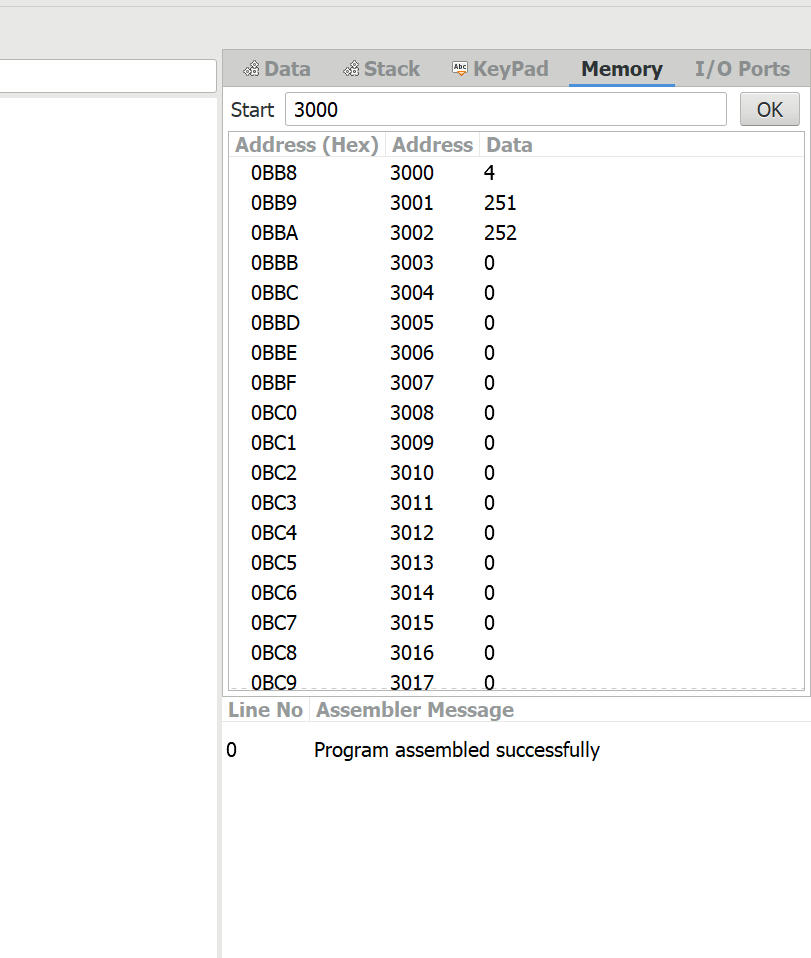 Data Stack Abc KeyPad Memory I/O Ports
Start 3000 OK
Address (Hex) Address Data
0BB8 3000 4
0BB9 3001 251
0BBA 3002 252
0BBB 3003 0
0BBC 3004 0
0BBD 3005 0
0BBE 3006 0
0BBF 3007 0
0BC0 3008 0
0BC1 3009 0
0BC2 3010 0
0BC3 3011 0
0BC4 3012 0
0BC5 3013 0
0BC6 3014 0
0BC7 3015 0
0BC8 3016 0
0BC9 3017 0
Line No Assembler Message
0 Program assembled successfully